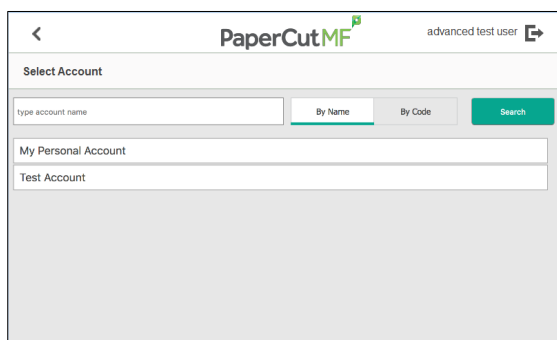 PaperCutMF
advanced test user
Select Account
type account name
By Name
By Code
Search
My Personal Account
Test Account